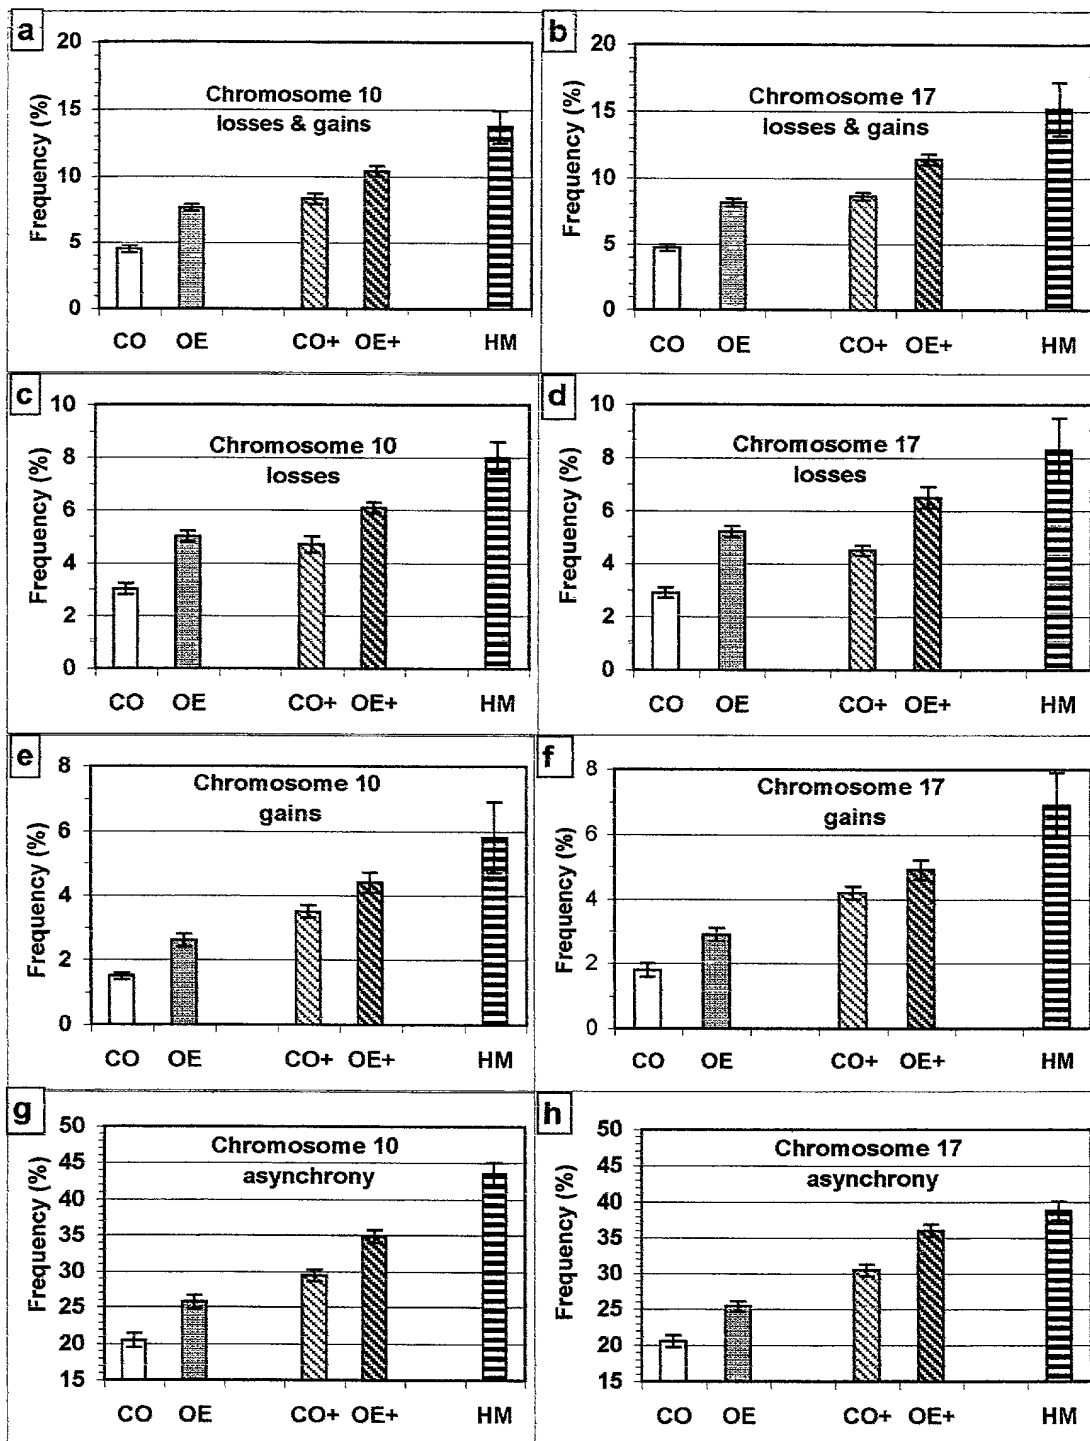 a
20
15
10
5
0
Frequency (%)
Chromosome 10
losses & gains
CO OE CO+ OE+ HM
b
20
15
10
5
0
Frequency (%)
Chromosome 17
losses & gains
CO OE CO+ OE+ HM
c
10
8
6
4
2
0
Frequency (%)
Chromosome 10
losses
CO OE CO+ OE+ HM
d
10
8
6
4
2
0
Frequency (%)
Chromosome 17
losses
CO OE CO+ OE+ HM
e
8
6
4
2
0
Frequency (%)
Chromosome 10
gains
CO OE CO+ OE+ HM
f
8
6
4
2
0
Frequency (%)
Chromosome 17
gains
CO OE CO+ OE+ HM
g
50
45
40
35
30
25
20
15
Frequency (%)
Chromosome 10
asynchrony
CO OE CO+ OE+ HM
h
50
45
40
35
30
25
20
15
Frequency (%)
Chromosome 17
asynchrony
CO OE CO+ OE+ HM